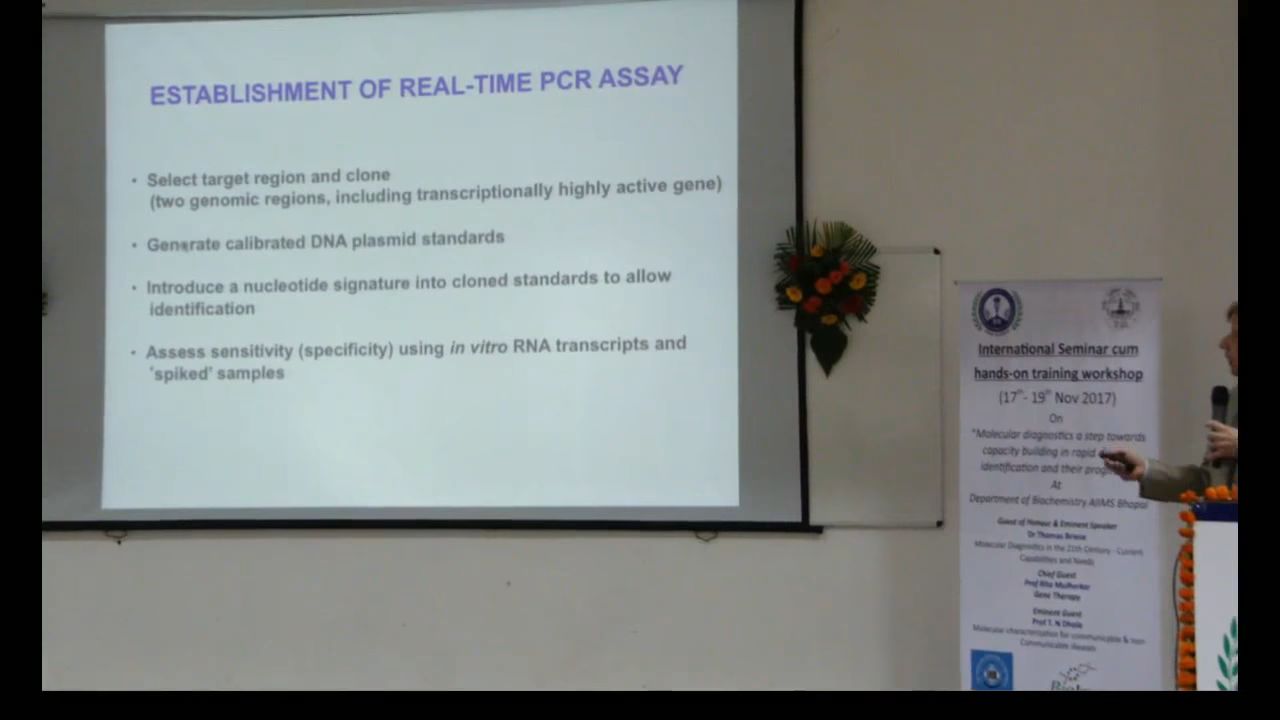 ESTABLISHMENT OF REAL-TIME PCR ASSAY
• Select target region and clone
(two genomic regions, including transcriptionally highly active gene)
• Generate calibrated DNA plasmid standards
• Introduce a nucleotide signature into cloned standards to allow
identification
• Assess sensitivity (specificity) using in vitro RNA transcripts and
'spiked' samples
International Seminar cum
hands-on training workshop
(17th- 19th Nov 2017)
On
"Molecular diagnostics a step towards
capacity building in rapid
identification and their prog
At
Department of Biochemistry AIIMS Bhopal
Guest of Honour & Eminent Speaker
Dr Thomas Briese
Molecular Diagnostics in the 21th Century - Current
Capabilities and Needs
Chief Guest
Prof Rita Mulherkar
Gene Therapy
Eminent Guest
Prof T. N Dhole
Molecular characterization for communicable & non-
Communicable diseases